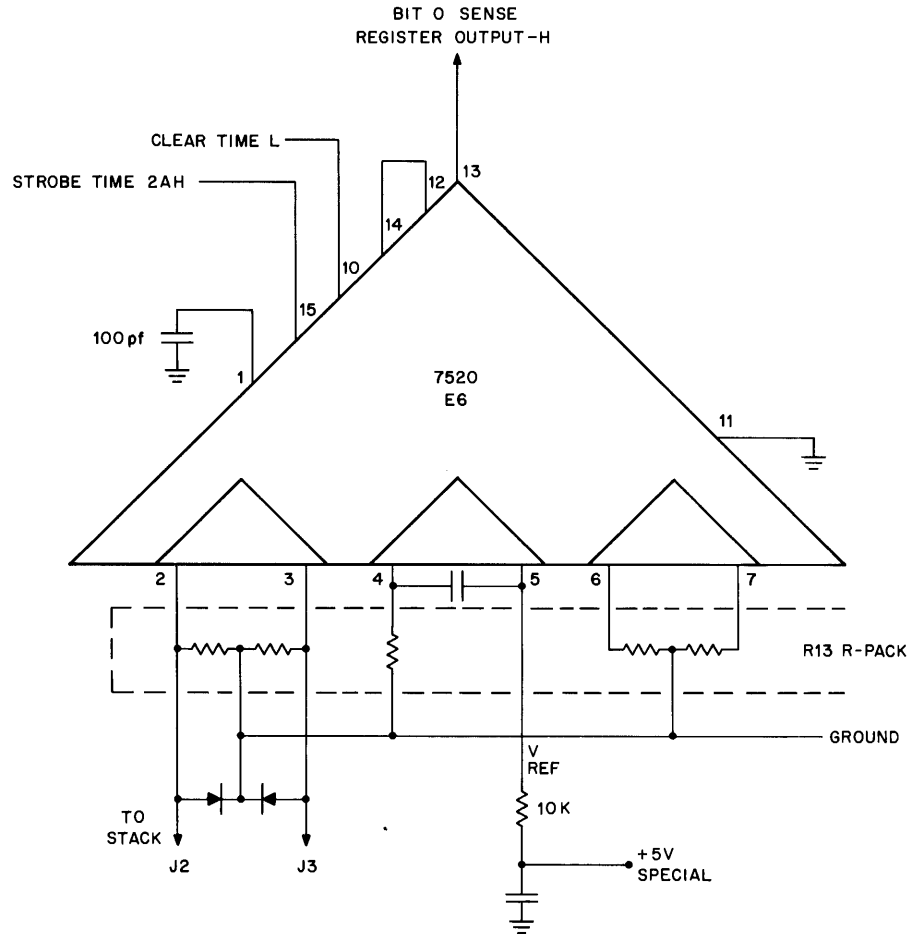 BIT 0 SENSE
REGISTER OUTPUT-H
CLEAR TIME L
STROBE TIME 2AH
13
12
14
10
15
100pf
1
7520
E6
11
2
3
4
5
6
7
R13 R-PACK
GROUND
V
REF
10K
TO
STACK
J2
J3
+5V
SPECIAL